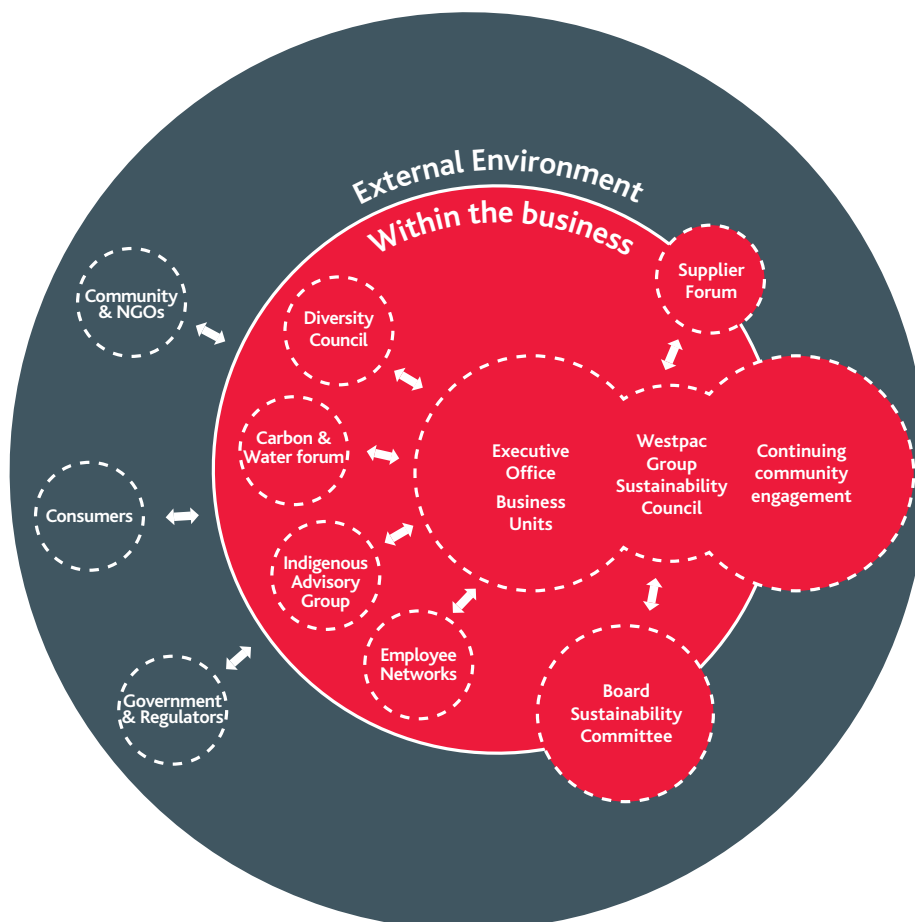 External Environment
Within the business
Supplier
Forum
Community
& NGOs
Diversity
Council
Carbon &
Water forum
Executive
Office
Business
Units
Westpac
Group
Sustainability
Council
Continuing
community
engagement
Consumers
Indigenous
Advisory
Group
Employee
Networks
Government
& Regulators
Board
Sustainability
Committee